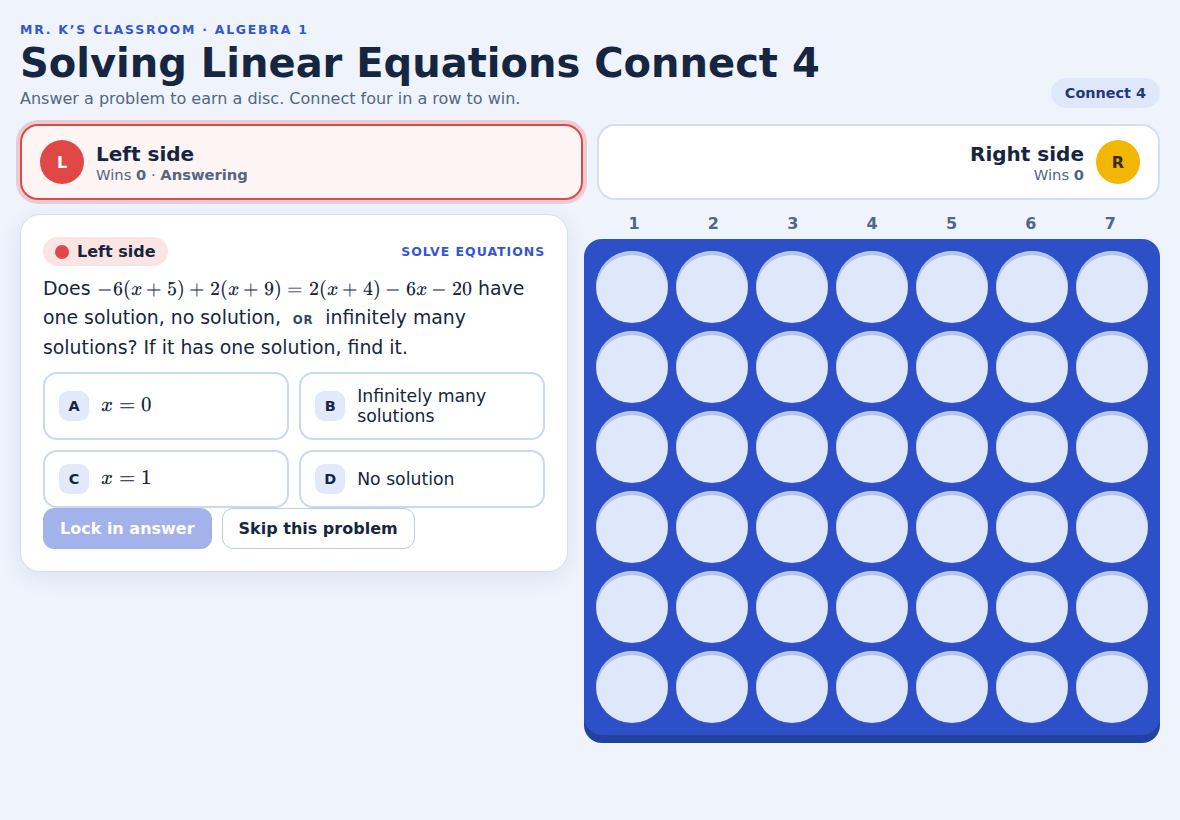 MR. K’S CLASSROOM · ALGEBRA 1
Solving Linear Equations Connect 4
Answer a problem to earn a disc. Connect four in a row to win.
Connect 4
L
Left side
Wins 0 · Answering
Right side
Wins 0
R
Left side
SOLVE EQUATIONS
Does −6(x + 5) + 2(x + 9) = 2(x + 4) − 6x − 20 have
one solution, no solution, OR infinitely many
solutions? If it has one solution, find it.
A x = 0
B Infinitely many
solutions
C x = 1
D No solution
Lock in answer
Skip this problem
1 2 3 4 5 6 7